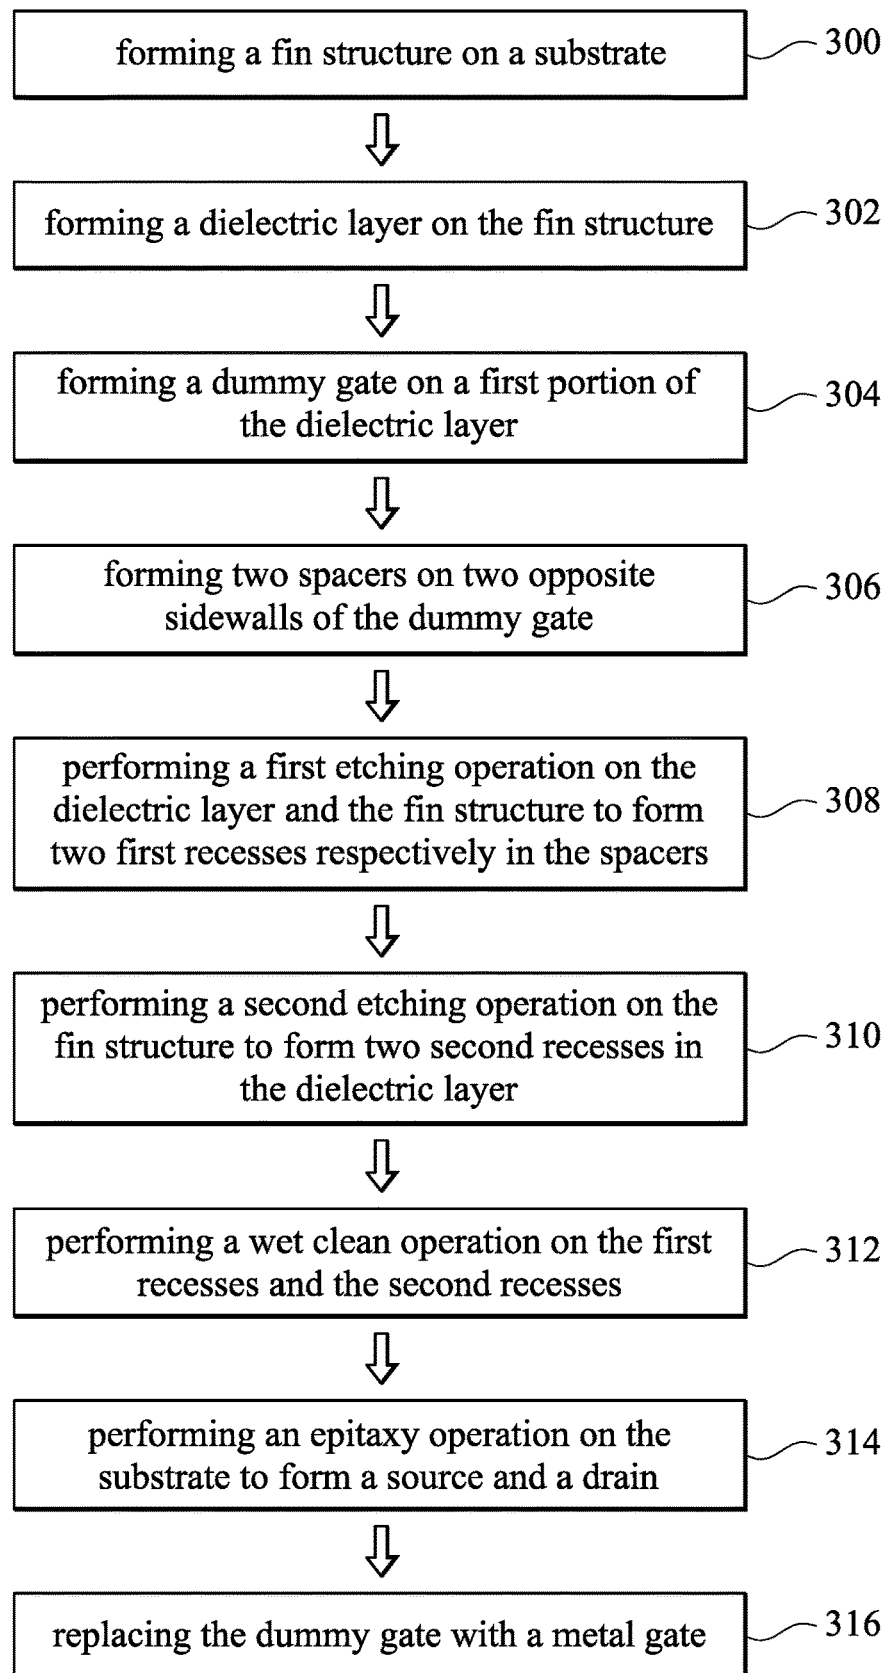 forming a fin structure on a substrate
300
forming a dielectric layer on the fin structure
302
forming a dummy gate on a first portion of
the dielectric layer
304
forming two spacers on two opposite
sidewalls of the dummy gate
306
performing a first etching operation on the
dielectric layer and the fin structure to form
two first recesses respectively in the spacers
308
performing a second etching operation on the
fin structure to form two second recesses in
the dielectric layer
310
performing a wet clean operation on the first
recesses and the second recesses
312
performing an epitaxy operation on the
substrate to form a source and a drain
314
replacing the dummy gate with a metal gate
316